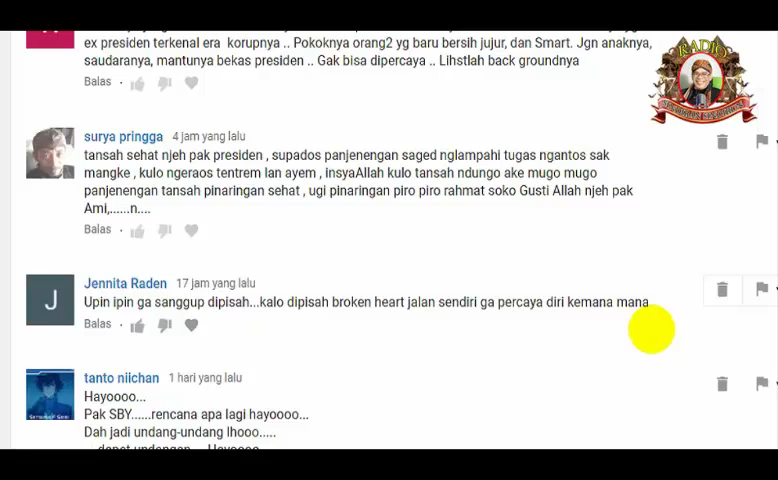 ex presiden terkenal era korupnya .. Pokoknya orang2 yg baru bersih jujur, dan Smart. Jgn anaknya,
saudaranya, mantunya bekas presiden .. Gak bisa dipercaya .. Lihstlah back groundnya
Balas
RADIO
surya pringga 4 jam yang lalu
tansah sehat njeh pak presiden , supados panjenengan saged nglampahi tugas ngantos sak
mangke , kulo ngeraos tentrem lan ayem , insyaAllah kulo tansah ndungo ake mugo mugo
panjenengan tansah pinaringan sehat , ugi pinaringan piro piro rahmat soko Gusti Allah njeh pak
Ami,......n....
Balas
J
Jennita Raden 17 jam yang lalu
Upin ipin ga sanggup dipisah...kalo dipisah broken heart jalan sendiri ga percaya diri kemana mana
Balas
tanto niichan 1 hari yang lalu
Hayoooo...
Pak SBY......rencana apa lagi hayoooo...
Dah jadi undang-undang lhooo.....